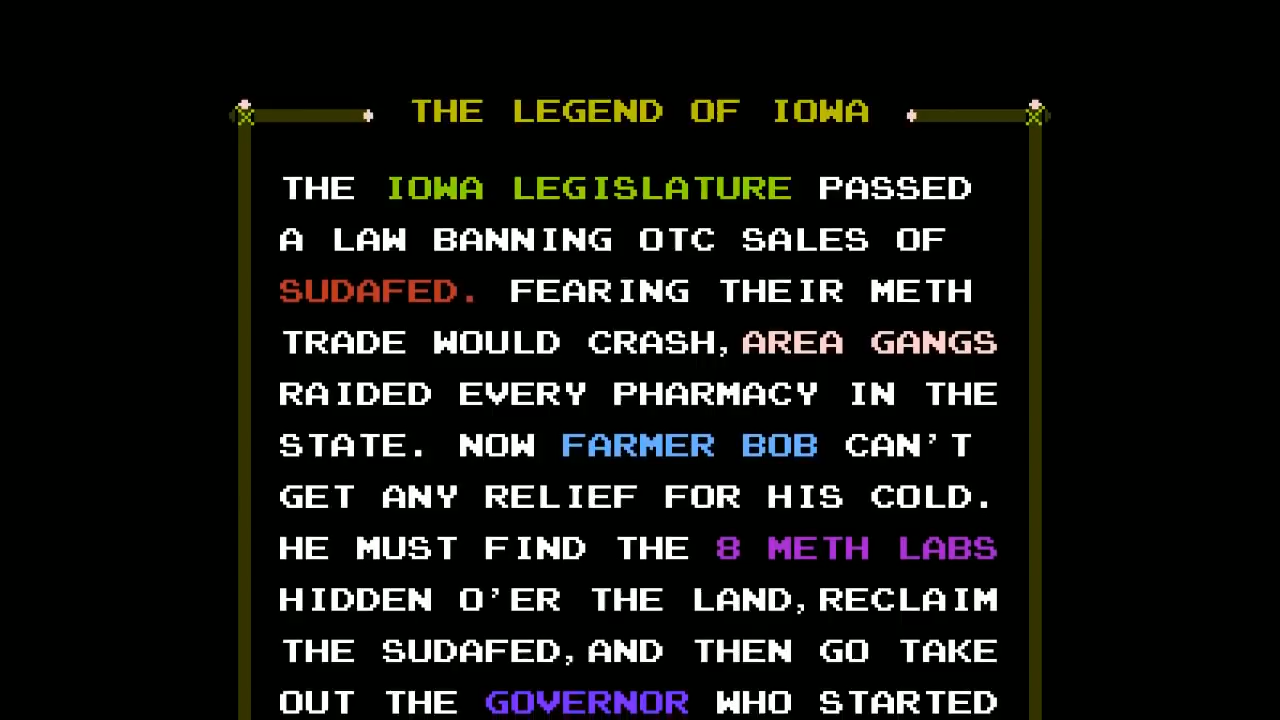 THE LEGEND OF IOWA
THE IOWA LEGISLATURE PASSED
A LAW BANNING OTC SALES OF
SUDAFED. FEARING THEIR METH
TRADE WOULD CRASH,AREA GANGS
RAIDED EVERY PHARMACY IN THE
STATE. NOW FARMER BOB CAN'T
GET ANY RELIEF FOR HIS COLD.
HE MUST FIND THE 8 METH LABS
HIDDEN O'ER THE LAND,RECLAIM
THE SUDAFED,AND THEN GO TAKE
OUT THE GOVERNOR WHO STARTED